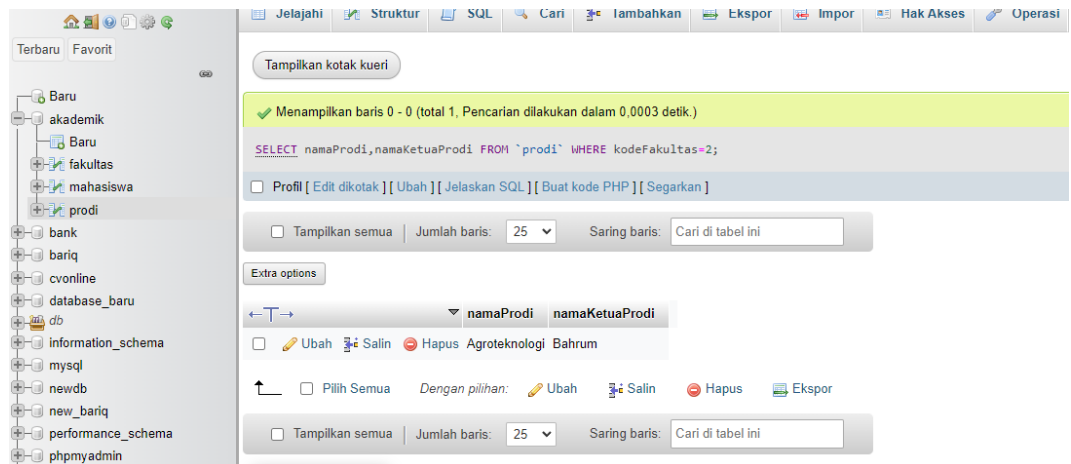 Jelajahi Struktur SQL Cari Tambahkan Ekspor Impor Hak Akses Operasi
Terbaru Favorit
Baru
akademik
Baru
fakultas
mahasiswa
prodi
bank
bariq
cvonline
database_baru
db
information_schema
mysql
newdb
new_bariq
performance_schema
phpmyadmin
Tampilkan kotak kueri
Menampilkan baris 0 - 0 (total 1, Pencarian dilakukan dalam 0,0003 detik.)
SELECT namaProdi,namaKetuaProdi FROM `prodi` WHERE kodeFakultas=2;
Profil [ Edit dikotak ] [ Ubah ] [ Jelaskan SQL ] [ Buat kode PHP ] [ Segarkan ]
Tampilkan semua Jumlah baris: 25 Saring baris: Cari di tabel ini
Extra options
←T→ namaProdi namaKetuaProdi
Ubah Salin Hapus Agroteknologi Bahrum
Pilih Semua Dengan pilihan: Ubah Salin Hapus Ekspor
Tampilkan semua Jumlah baris: 25 Saring baris: Cari di tabel ini